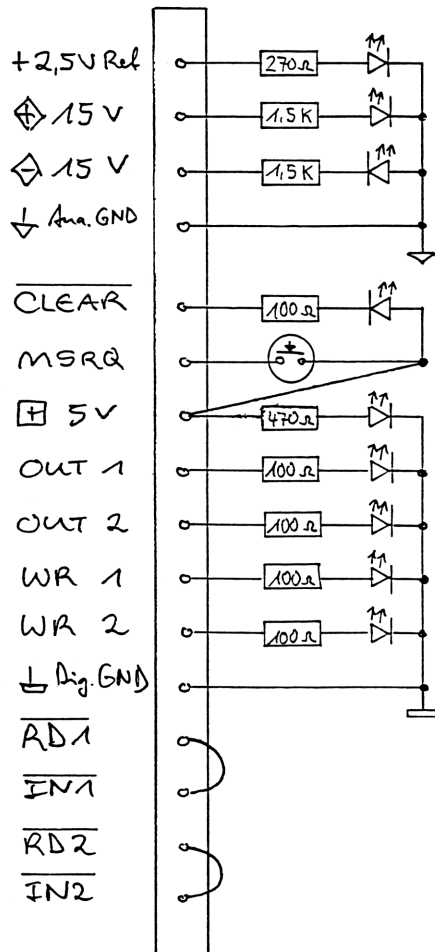 +2,5V Ref 270Ω
+ 15 V 1,5K
- 15 V 1,5K
Ana. GND
CLEAR 100Ω
MSRQ
+ 5V 470Ω
OUT 1 100Ω
OUT 2 100Ω
WR 1 100Ω
WR 2 100Ω
Dig. GND
RD1
IN1
RD2
IN2